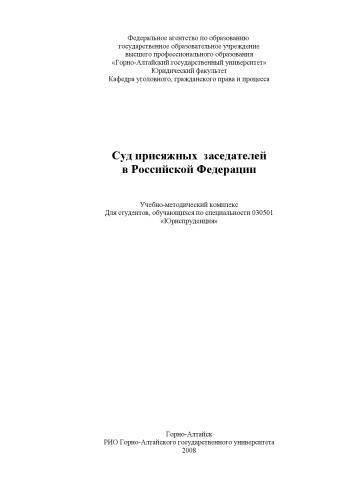 Федеральное агентство по образованию
государственное образовательное учреждение
высшего профессионального образования
«Горно-Алтайский государственный университет»
Юридический факультет
Кафедра уголовного, гражданского права и процесса
Суд присяжных заседателей
в Российской Федерации
Учебно-методический комплекс
Для студентов, обучающихся по специальности 030501
«Юриспруденция»
Горно-Алтайск
РИО Горно-Алтайского государственного университета
2008